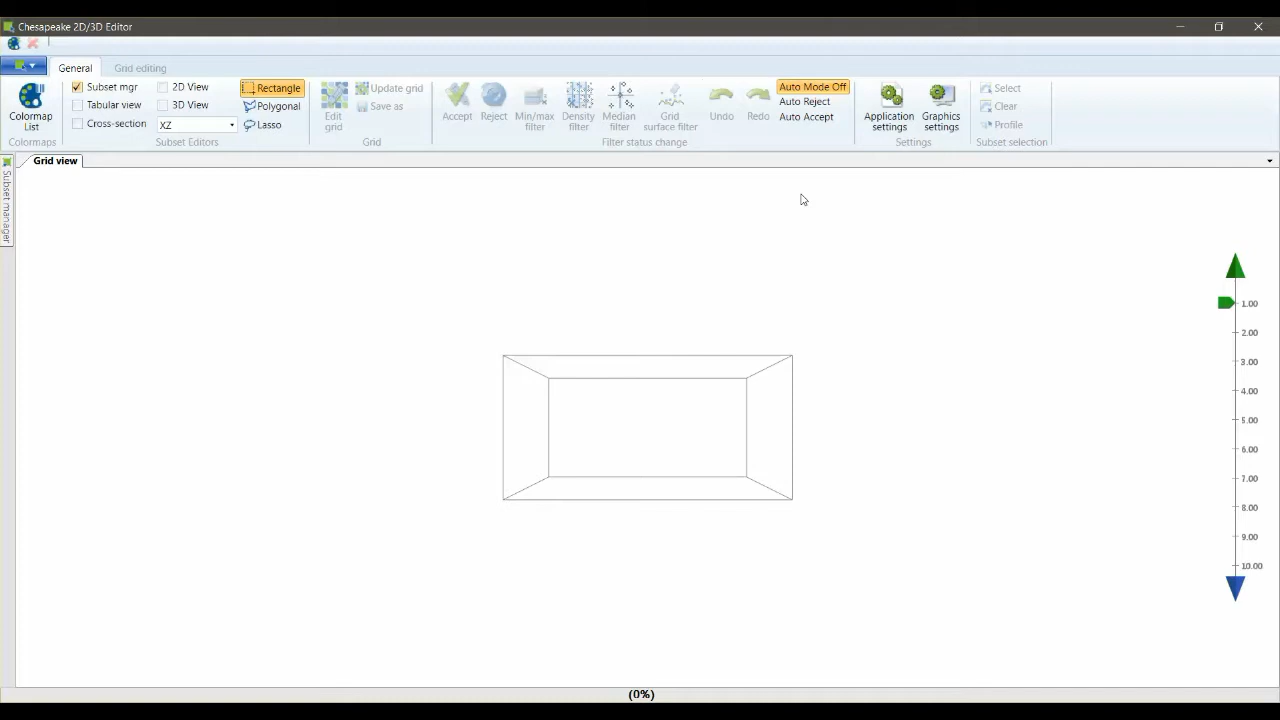 Chesapeake 2D/3D Editor
General
Grid editing
Colormap
List
Colormaps
Subset mgr
Tabular view
Cross-section
2D View
3D View
XZ
Rectangle
Polygonal
Lasso
Subset Editors
Edit
grid
Update grid
Save as
Grid
Accept
Reject
Min/max
filter
Density
filter
Median
filter
Grid
surface filter
Undo
Redo
Auto Mode Off
Auto Reject
Auto Accept
Filter status change
Application
settings
Graphics
settings
Settings
Select
Clear
Profile
Subset selection
Subset manager
Grid view
1.00
2.00
3.00
4.00
5.00
6.00
7.00
8.00
9.00
10.00
(0%)